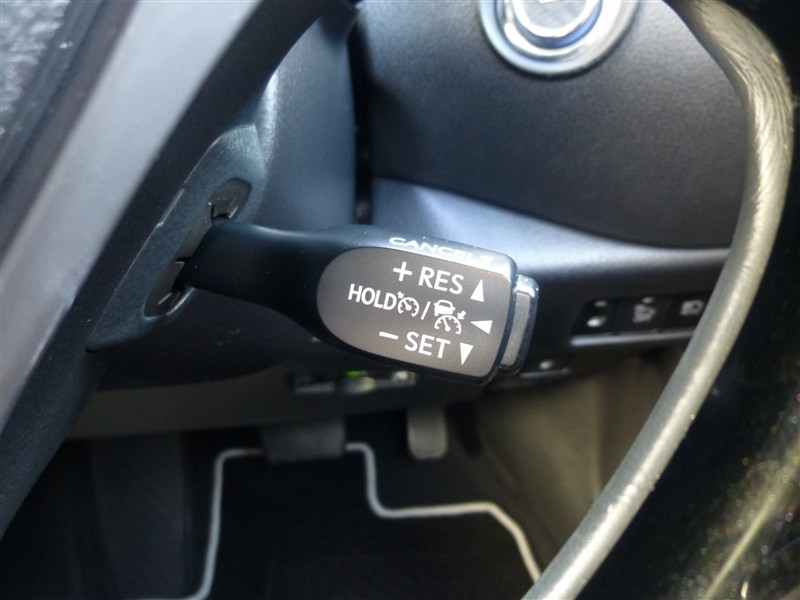 CANCEL
+ RES ▲
HOLD / ◀
− SET ▼